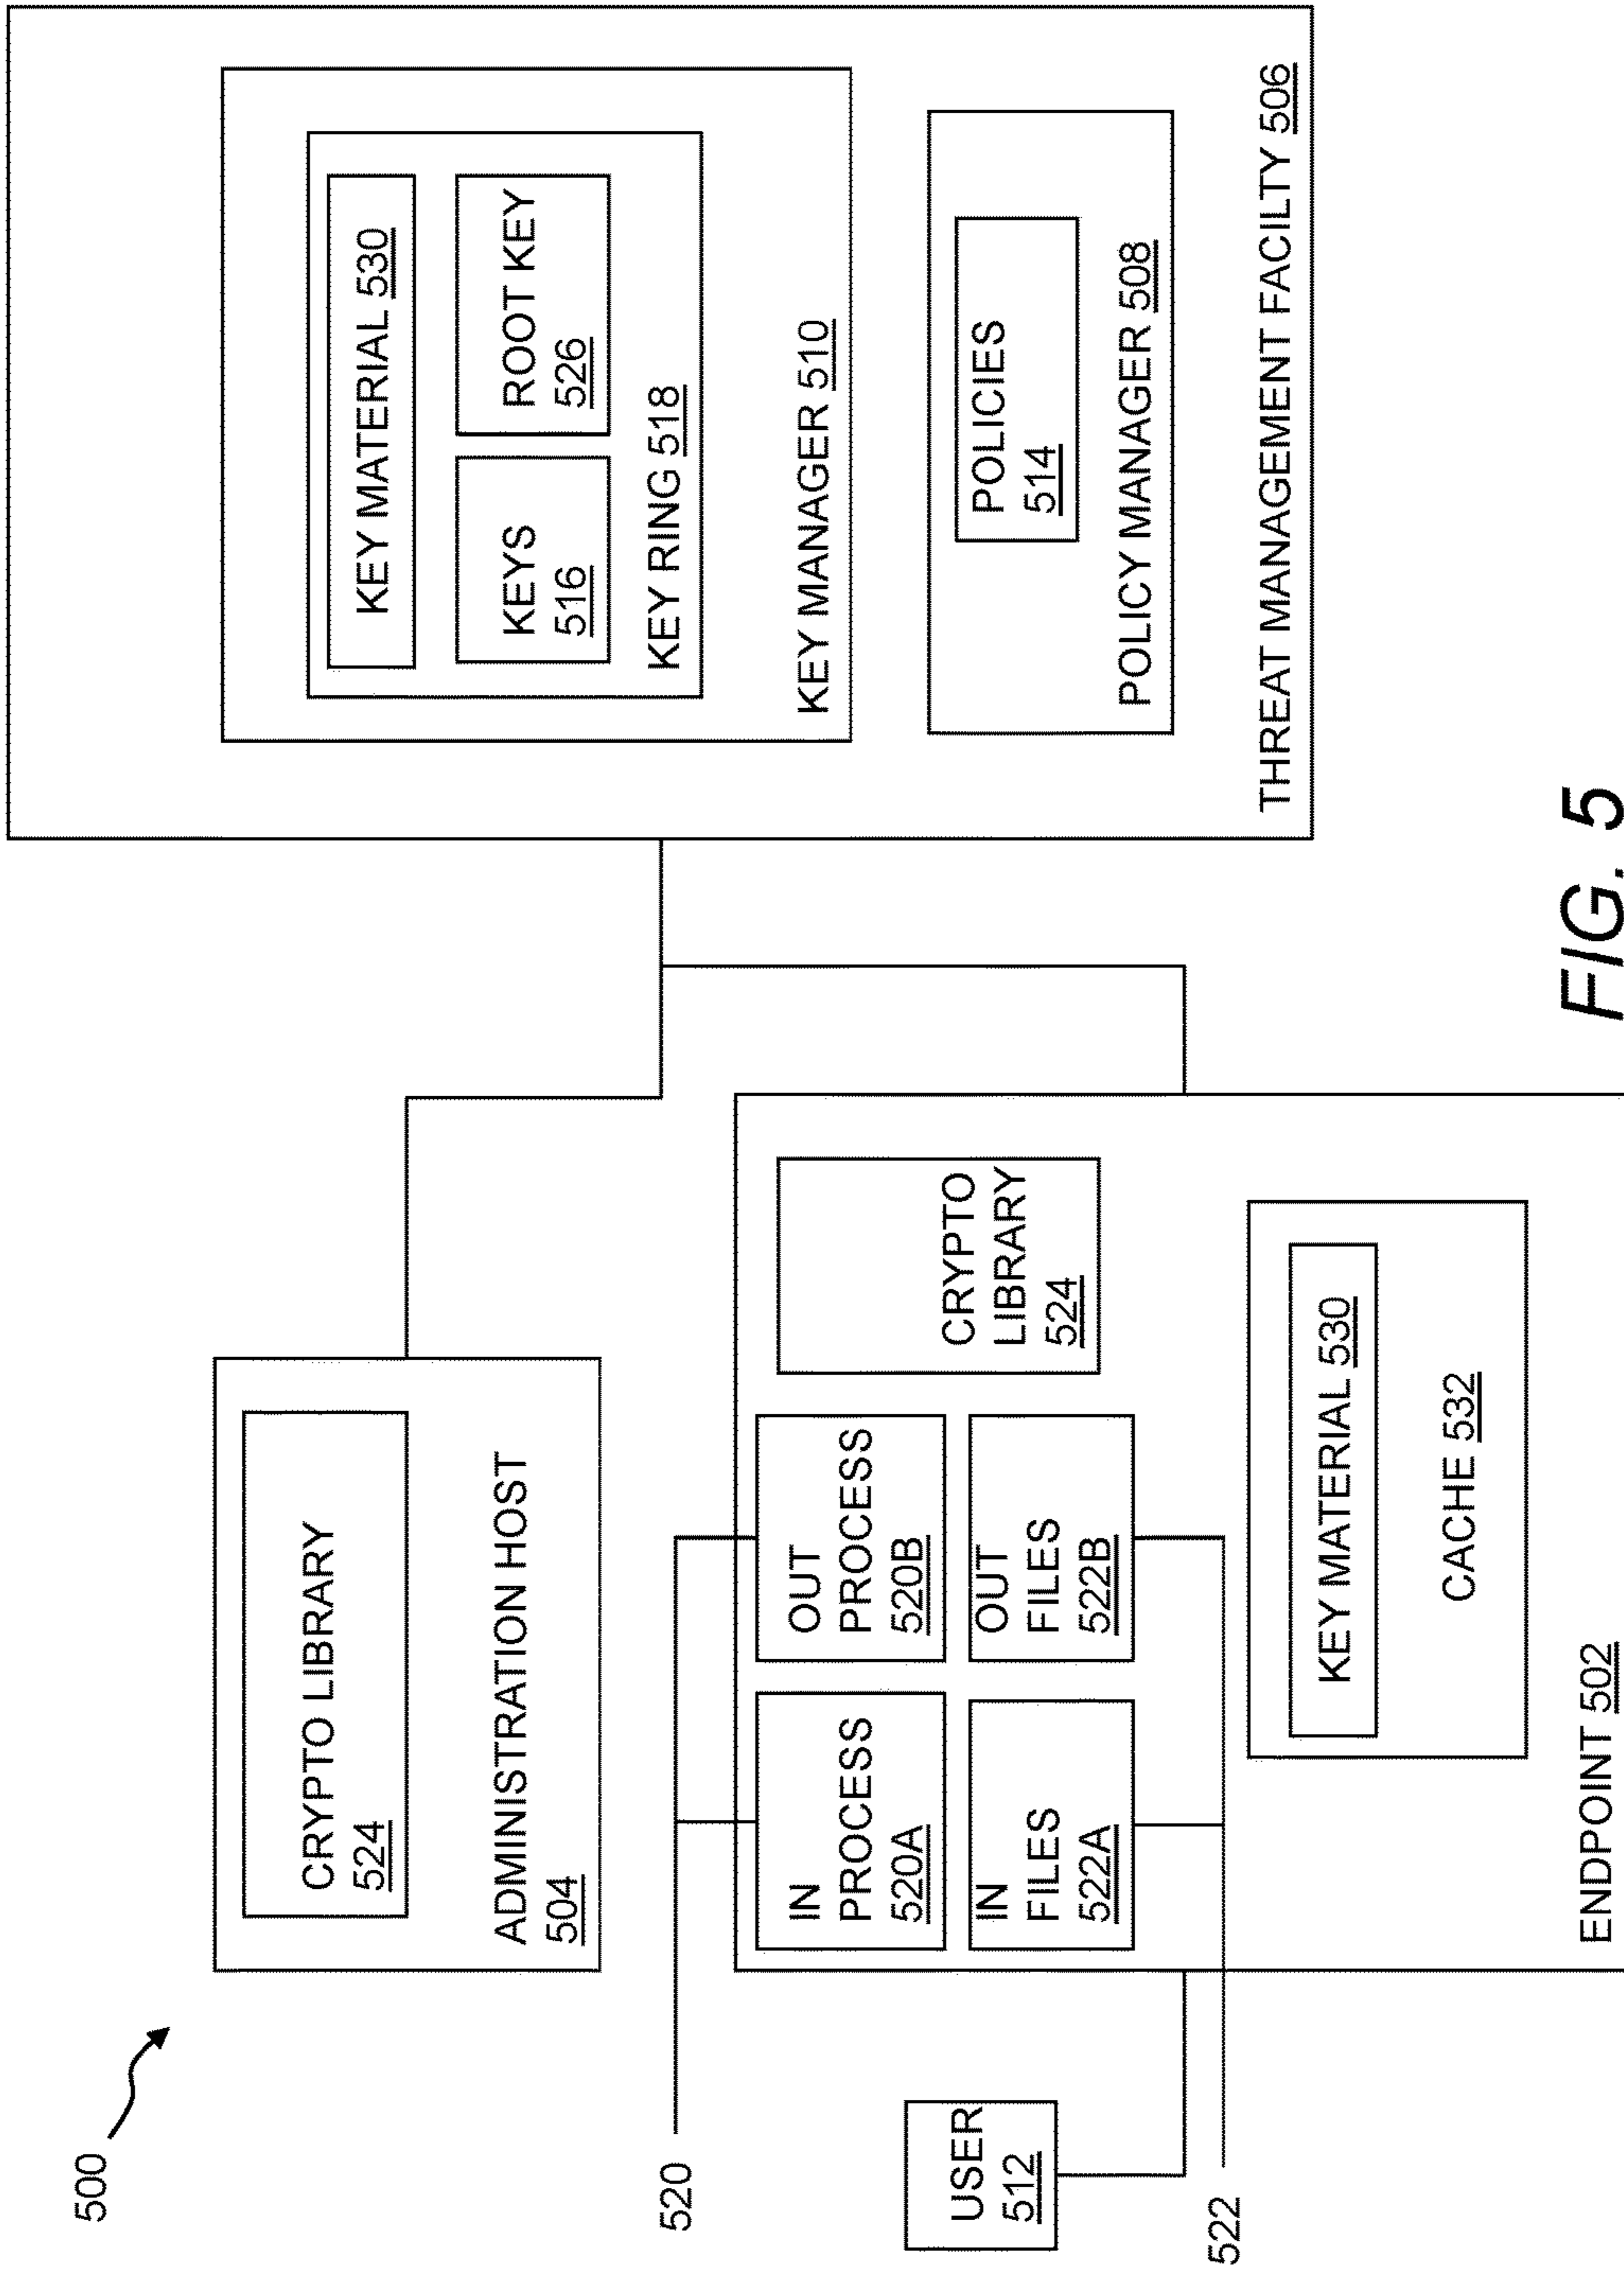 500
CRYPTO LIBRARY
524
ADMINISTRATION HOST
504
520
IN
PROCESS
520A
OUT
PROCESS
520B
CRYPTO
LIBRARY
524
USER
512
IN
FILES
522A
OUT
FILES
522B
522
KEY MATERIAL 530
CACHE 532
ENDPOINT 502
KEY MATERIAL 530
KEYS
516
ROOT KEY
526
KEY RING 518
KEY MANAGER 510
POLICIES
514
POLICY MANAGER 508
THREAT MANAGEMENT FACILTY 506
FIG. 5